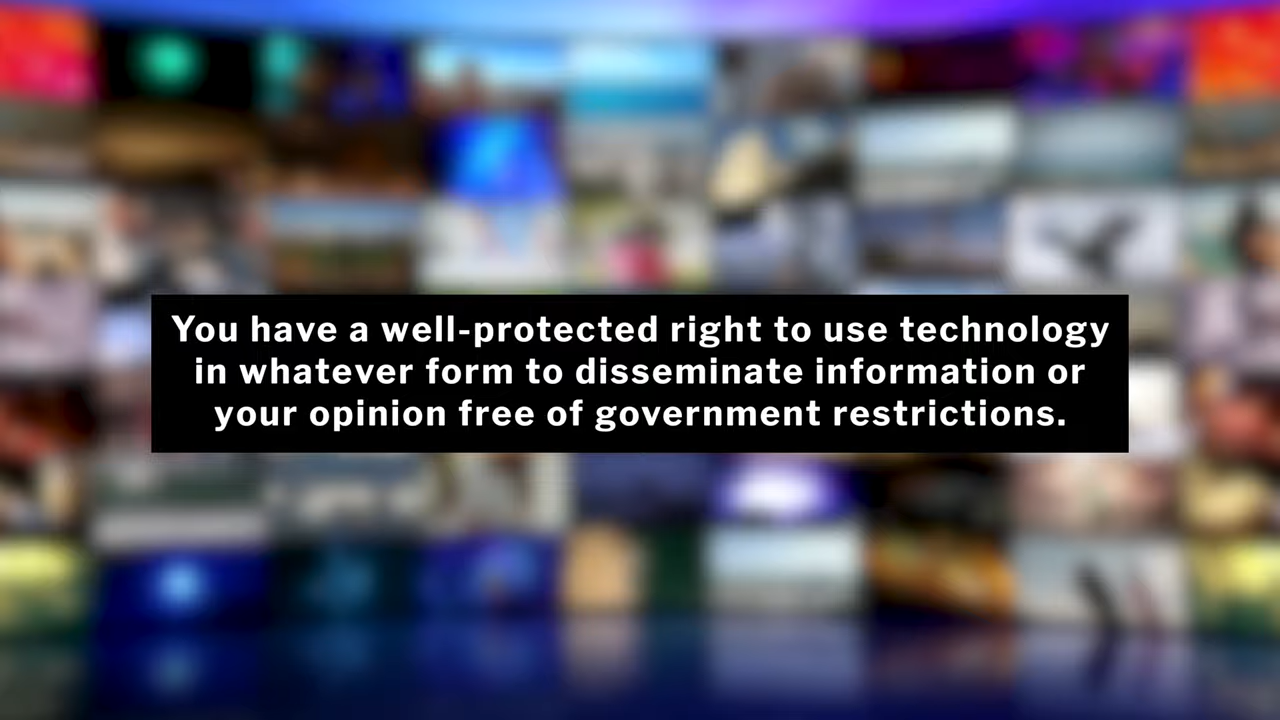 You have a well-protected right to use technology
in whatever form to disseminate information or
your opinion free of government restrictions.